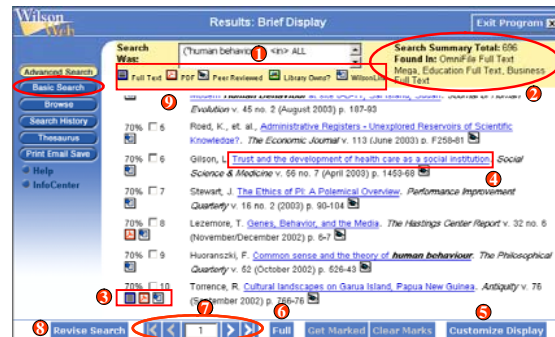 Wilson
Web
Results: Brief Display
Exit Program
Search Was:
("human behavior" <in> ALL
1
Search Summary Total: 696
Found In: OmniFile Full Text
Mega, Education Full Text, Business
Full Text
2
Full Text PDF Peer Reviewed Library Owns? WilsonLink
9
Advanced Search
Basic Search
Browse
Search History
Thesaurus
Print Email Save
Help
InfoCenter
Evolution v. 45 no. 2 (August 2003) p. 187-93
70% 6 Roed, K., et. al., Administrative Registers - Unexplored Reservoirs of Scientific
Knowledge?. The Economic Journal v. 113 (June 2003) p. F258-81
70% 6 Gilson, L. Trust and the development of health care as a social institution. Social
Science & Medicine v. 56 no. 7 (April 2003) p. 1453-68
4
70% 7 Stewart, J. The Ethics of PI: A Polemical Overview. Performance Improvement
Quarterly v. 16 no. 2 (2003) p. 90-104
70% 8 Lezemore, T. Genes, Behavior, and the Media. The Hastings Center Report v. 32 no. 6
(November/December 2002) p. 6-7
70% 9 Huoranszki, F. Common sense and the theory of human behaviour. The Philosophical
Quarterly v. 52 (October 2002) p. 526-43
70% 10 Torrence, R. Cultural landscapes on Garua Island, Papua New Guinea. Antiquity v. 76
(September 2002) p. 766-76
3
7
6
5
8
Revise Search
1
Full
Get Marked
Clear Marks
Customize Display